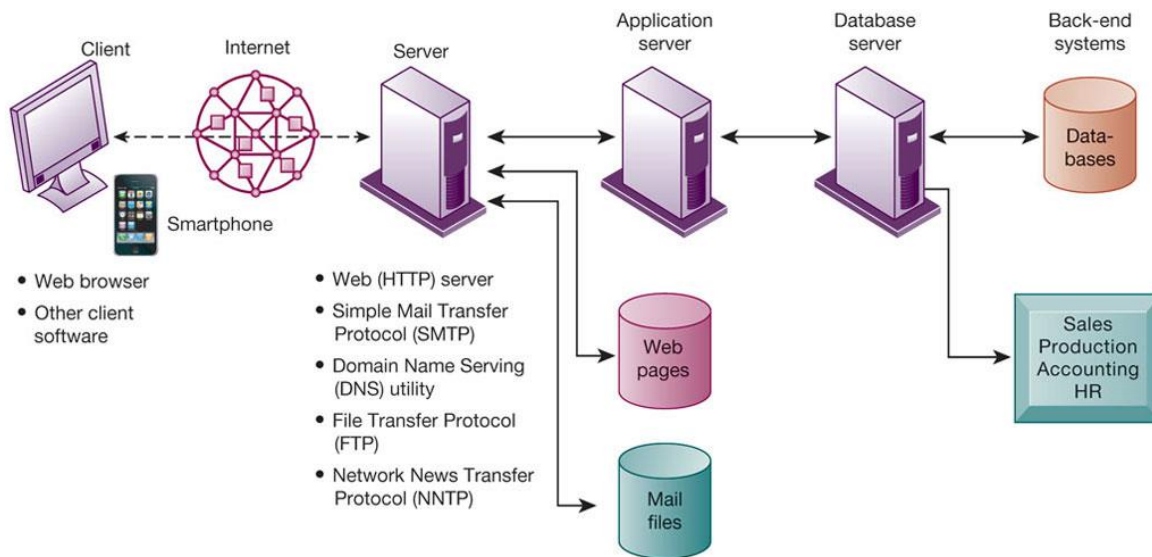 Client
Internet
Server
Application
server
Database
server
Back-end
systems
Data-
bases
Smartphone
• Web browser
• Other client
software
• Web (HTTP) server
• Simple Mail Transfer
Protocol (SMTP)
• Domain Name Serving
(DNS) utility
• File Transfer Protocol
(FTP)
• Network News Transfer
Protocol (NNTP)
Web
pages
Mail
files
Sales
Production
Accounting
HR